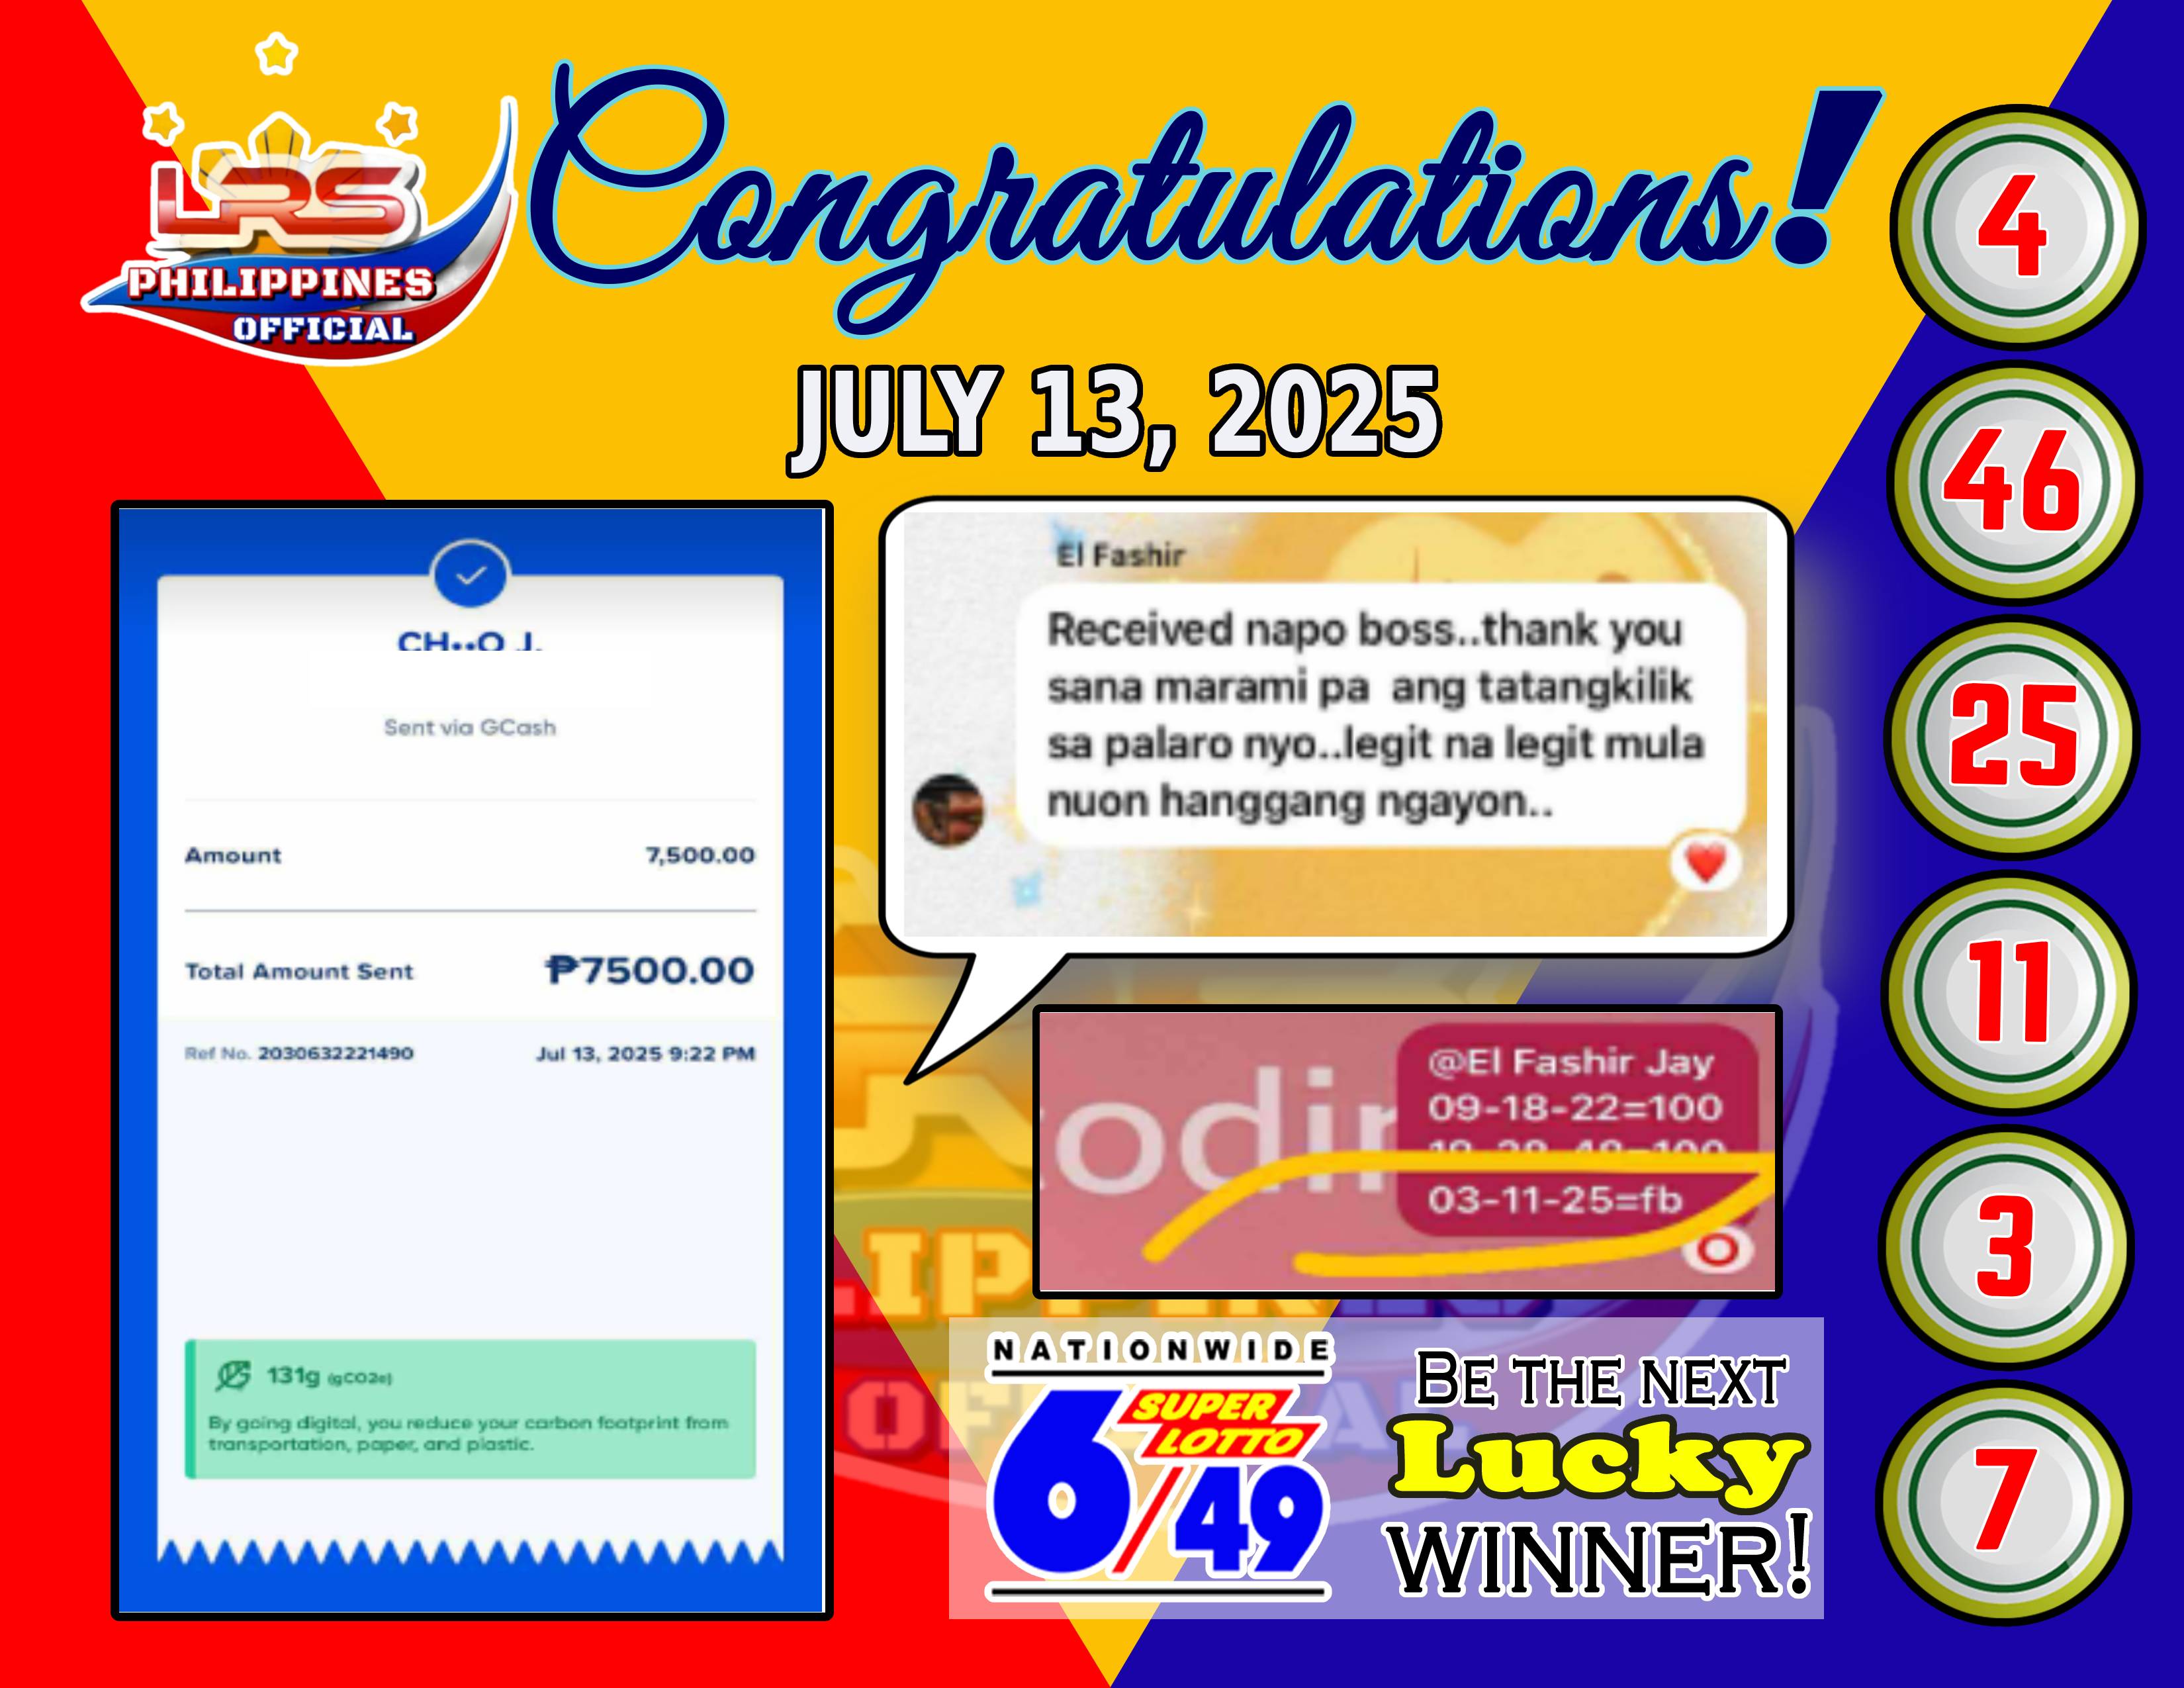 LRS
PHILIPPINES
OFFICIAL
Congratulations!
JULY 13, 2025
CH••O J.
Sent via GCash
Amount 7,500.00
Total Amount Sent ₱7500.00
Ref No. 2030632221490 Jul 13, 2025 9:22 PM
131g (gCO2e)
By going digital, you reduce your carbon footprint from
transportation, paper, and plastic.
El Fashir
Received napo boss..thank you
sana marami pa ang tatangkilik
sa palaro nyo..legit na legit mula
nuon hanggang ngayon..
@El Fashir Jay
09-18-22=100
03-11-25=fb
NATIONWIDE
SUPER
LOTTO
6/49
BE THE NEXT
Lucky
WINNER!
4
46
25
11
3
7